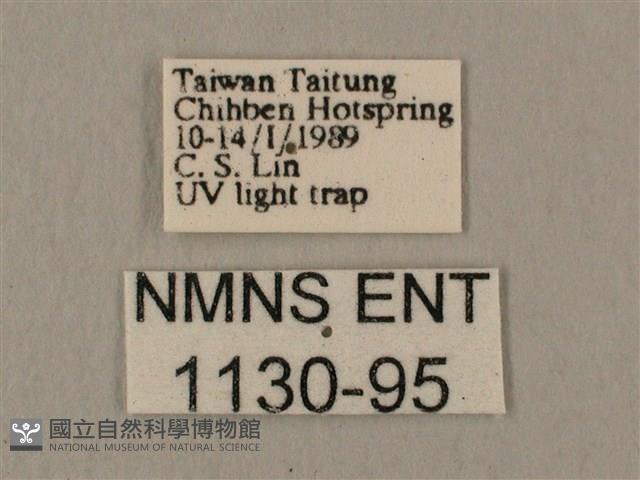 Taiwan Taitung
Chihben Hotspring
10-14/I/1989
C. S. Lin
UV light trap
NMNS ENT
1130-95
國立自然科學博物館
NATIONAL MUSEUM OF NATURAL SCIENCE